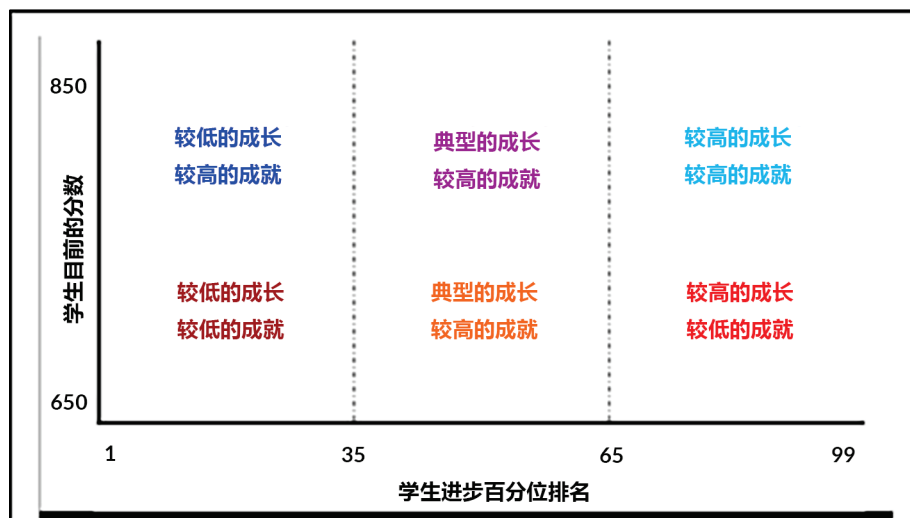 850
较低的成长
较高的成就
典型的成长
较高的成就
较高的成长
较高的成就
学生目前的分数
较低的成长
较低的成就
典型的成长
较高的成就
较高的成长
较低的成就
650
1
35
65
99
学生进步百分位排名